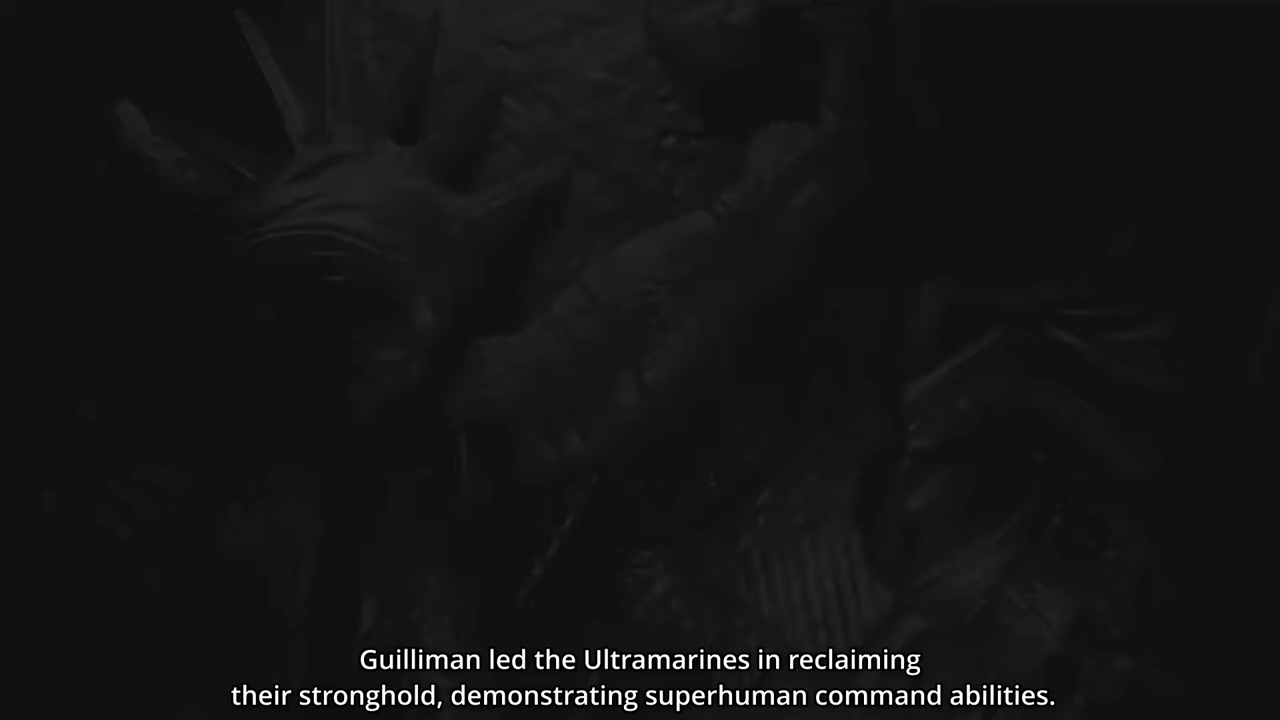 Guilliman led the Ultramarines in reclaiming
their stronghold, demonstrating superhuman command abilities.